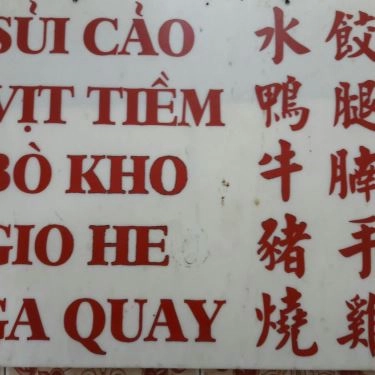 SỦI CẢO 水餃
VỊT TIỀM 鴨腿
BÒ KHO 牛腩
GIO HE 豬手
GA QUAY 燒雞